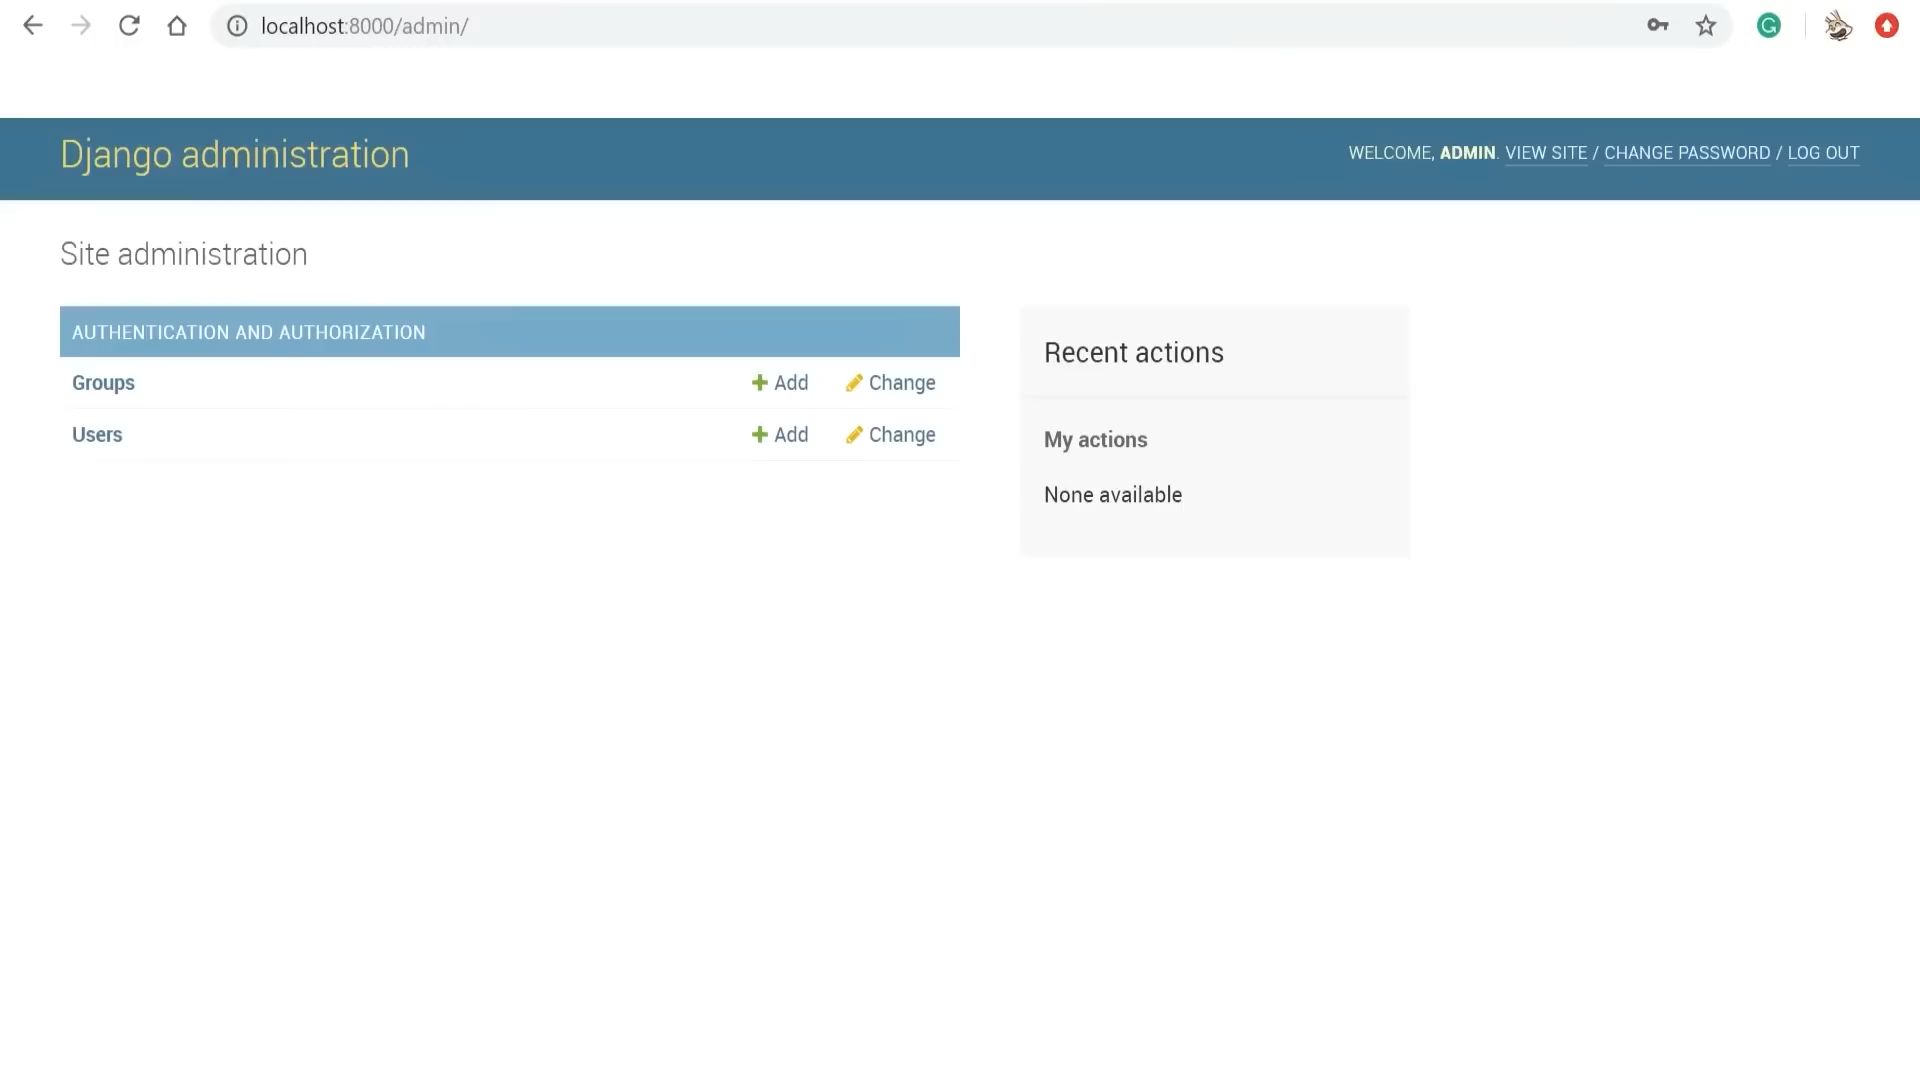 localhost:8000/admin/
Django administration
WELCOME, ADMIN. VIEW SITE / CHANGE PASSWORD / LOG OUT
Site administration
AUTHENTICATION AND AUTHORIZATION
Groups Add Change
Users Add Change
Recent actions
My actions
None available